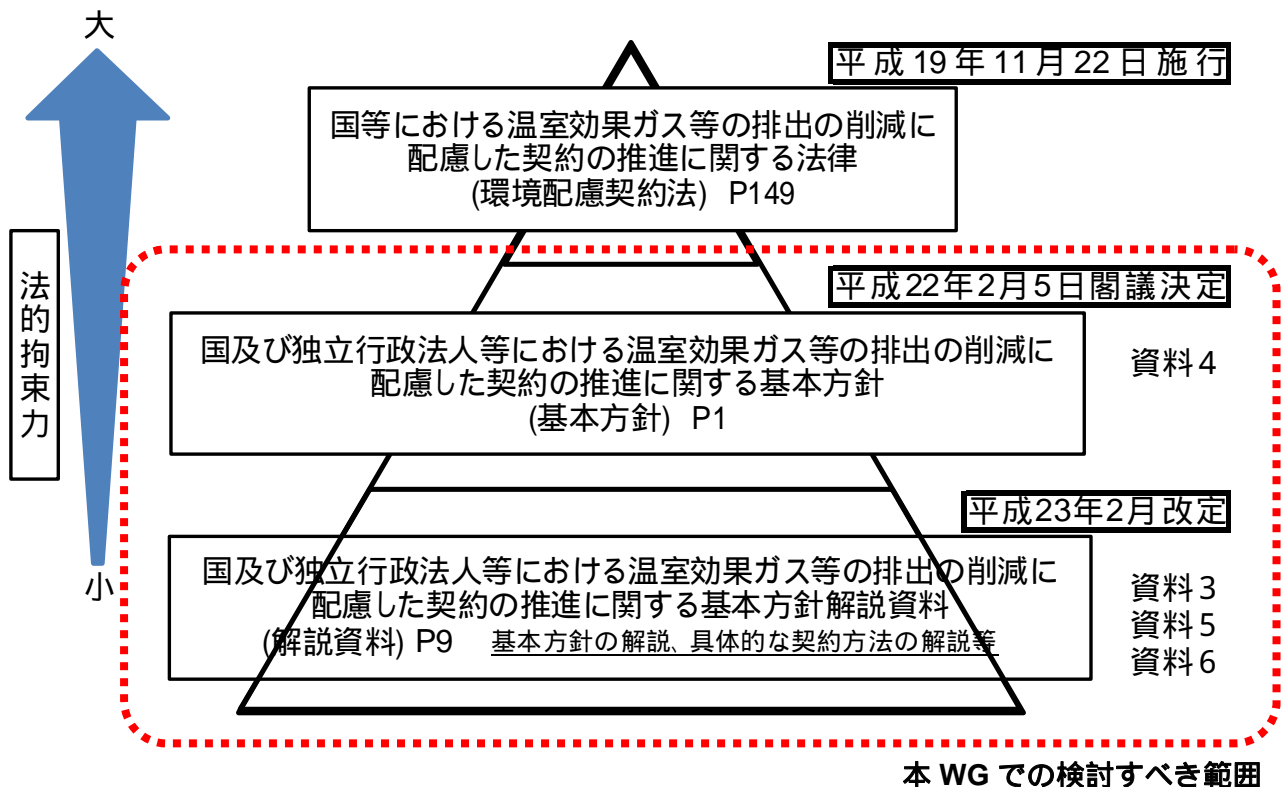 大
平成19年11月22日施行
国等における温室効果ガス等の排出の削減に
配慮した契約の推進に関する法律
(環境配慮契約法) P149
法的拘束力
平成22年2月5日閣議決定
国及び独立行政法人等における温室効果ガス等の排出の削減に
配慮した契約の推進に関する基本方針
(基本方針) P1
資料4
平成23年2月改定
小
国及び独立行政法人等における温室効果ガス等の排出の削減に
配慮した契約の推進に関する基本方針解説資料
(解説資料) P9 基本方針の解説、具体的な契約方法の解説等
資料3
資料5
資料6
本 WG での検討すべき範囲